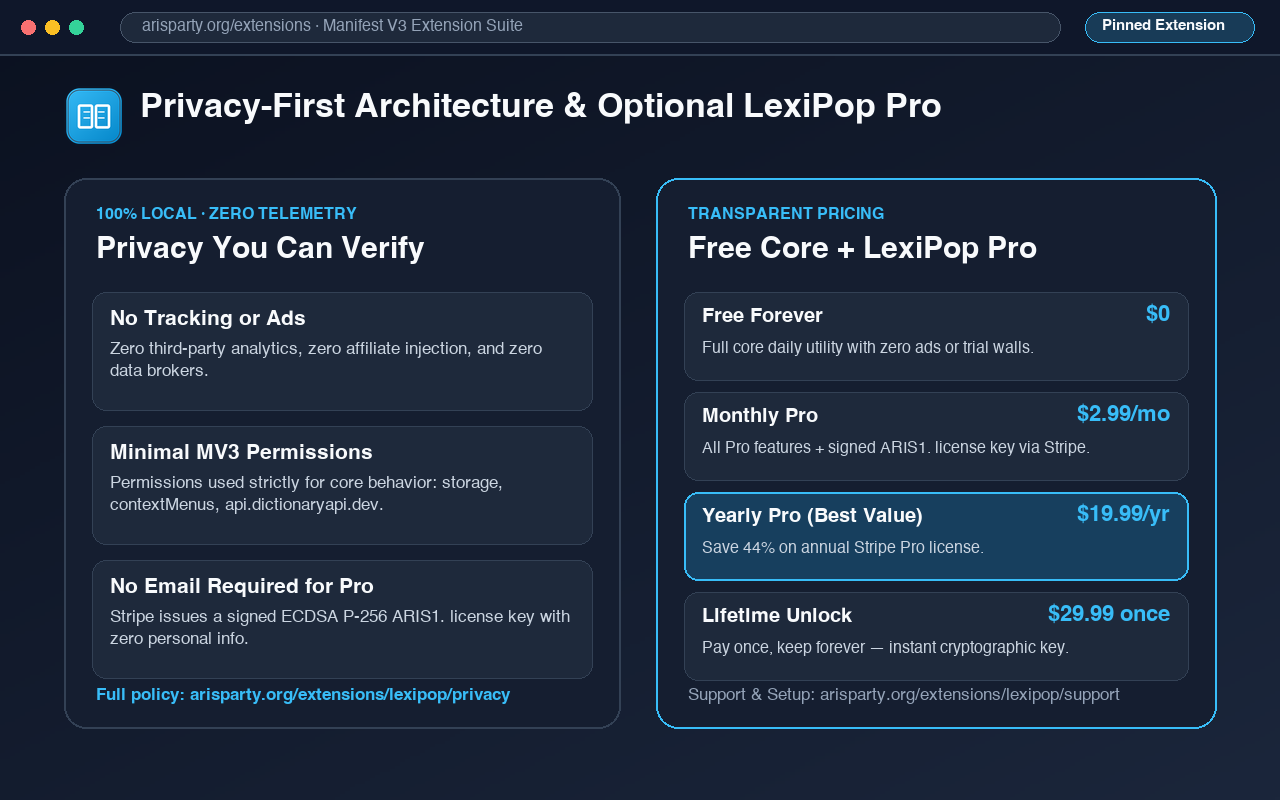 arisparty.org/extensions · Manifest V3 Extension Suite
Pinned Extension
Privacy-First Architecture & Optional LexiPop Pro
100% LOCAL · ZERO TELEMETRY
Privacy You Can Verify
No Tracking or Ads
Zero third-party analytics, zero affiliate injection, and zero
data brokers.
Minimal MV3 Permissions
Permissions used strictly for core behavior: storage,
contextMenus, api.dictionaryapi.dev.
No Email Required for Pro
Stripe issues a signed ECDSA P-256 ARIS1. license key with
zero personal info.
Full policy: arisparty.org/extensions/lexipop/privacy
TRANSPARENT PRICING
Free Core + LexiPop Pro
Free Forever
$0
Full core daily utility with zero ads or trial walls.
Monthly Pro
$2.99/mo
All Pro features + signed ARIS1. license key via Stripe.
Yearly Pro (Best Value)
$19.99/yr
Save 44% on annual Stripe Pro license.
Lifetime Unlock
$29.99 once
Pay once, keep forever — instant cryptographic key.
Support & Setup: arisparty.org/extensions/lexipop/support